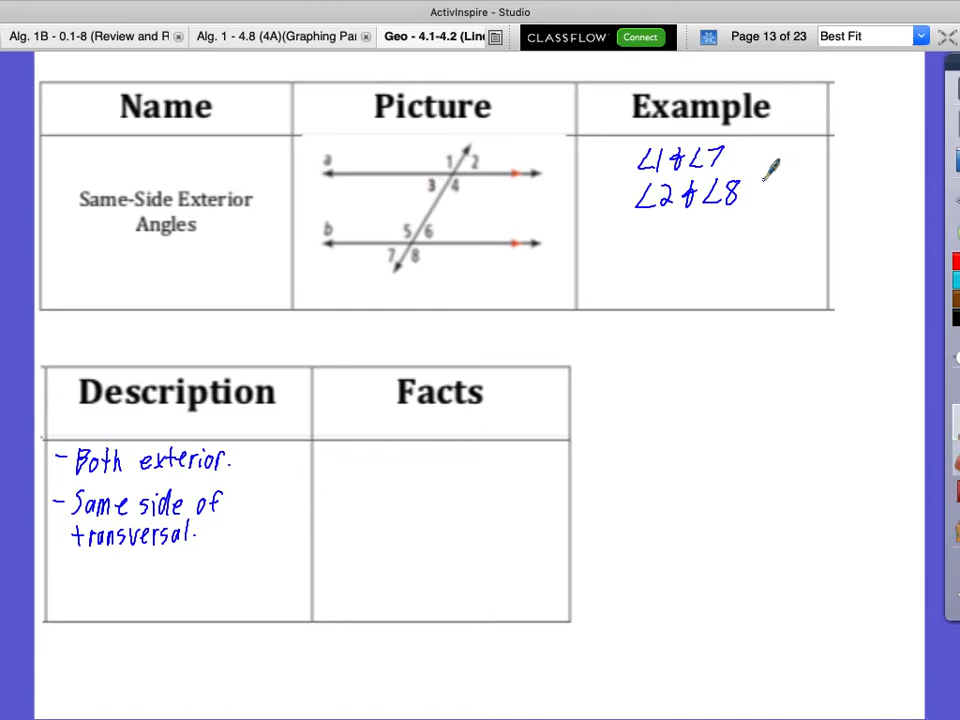 ActivInspire - Studio
Alg. 1B - 0.1-8 (Review and R
Alg. 1 - 4.8 (4A)(Graphing Pa
Geo - 4.1-4.2 (Line
CLASSFLOW
Connect
Page 13 of 23
Best Fit
Name
Picture
Example
Same-Side Exterior
Angles
a
1 2
3 4
b
5 6
7 8
∠1 & ∠7
∠2 & ∠8
Description
Facts
- Both exterior.
- Same side of
transversal.